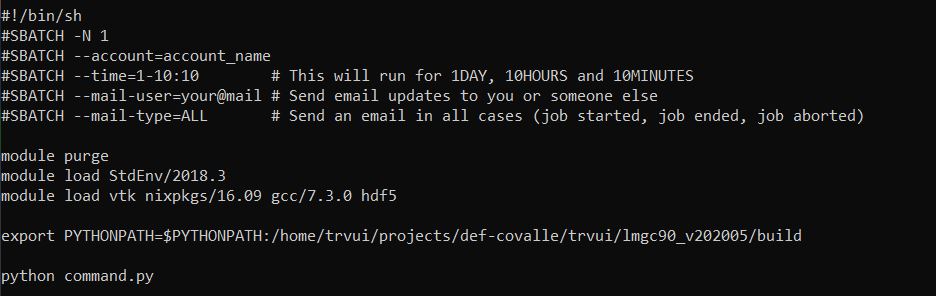 #!/bin/sh
#SBATCH -N 1
#SBATCH --account=account_name
#SBATCH --time=1-10:10         # This will run for 1DAY, 10HOURS and 10MINUTES
#SBATCH --mail-user=your@mail # Send email updates to you or someone else
#SBATCH --mail-type=ALL       # Send an email in all cases (job started, job ended, job aborted)

module purge
module load StdEnv/2018.3
module load vtk nixpkgs/16.09 gcc/7.3.0 hdf5

export PYTHONPATH=$PYTHONPATH:/home/trvui/projects/def-covalle/trvui/lmgc90_v202005/build

python command.py